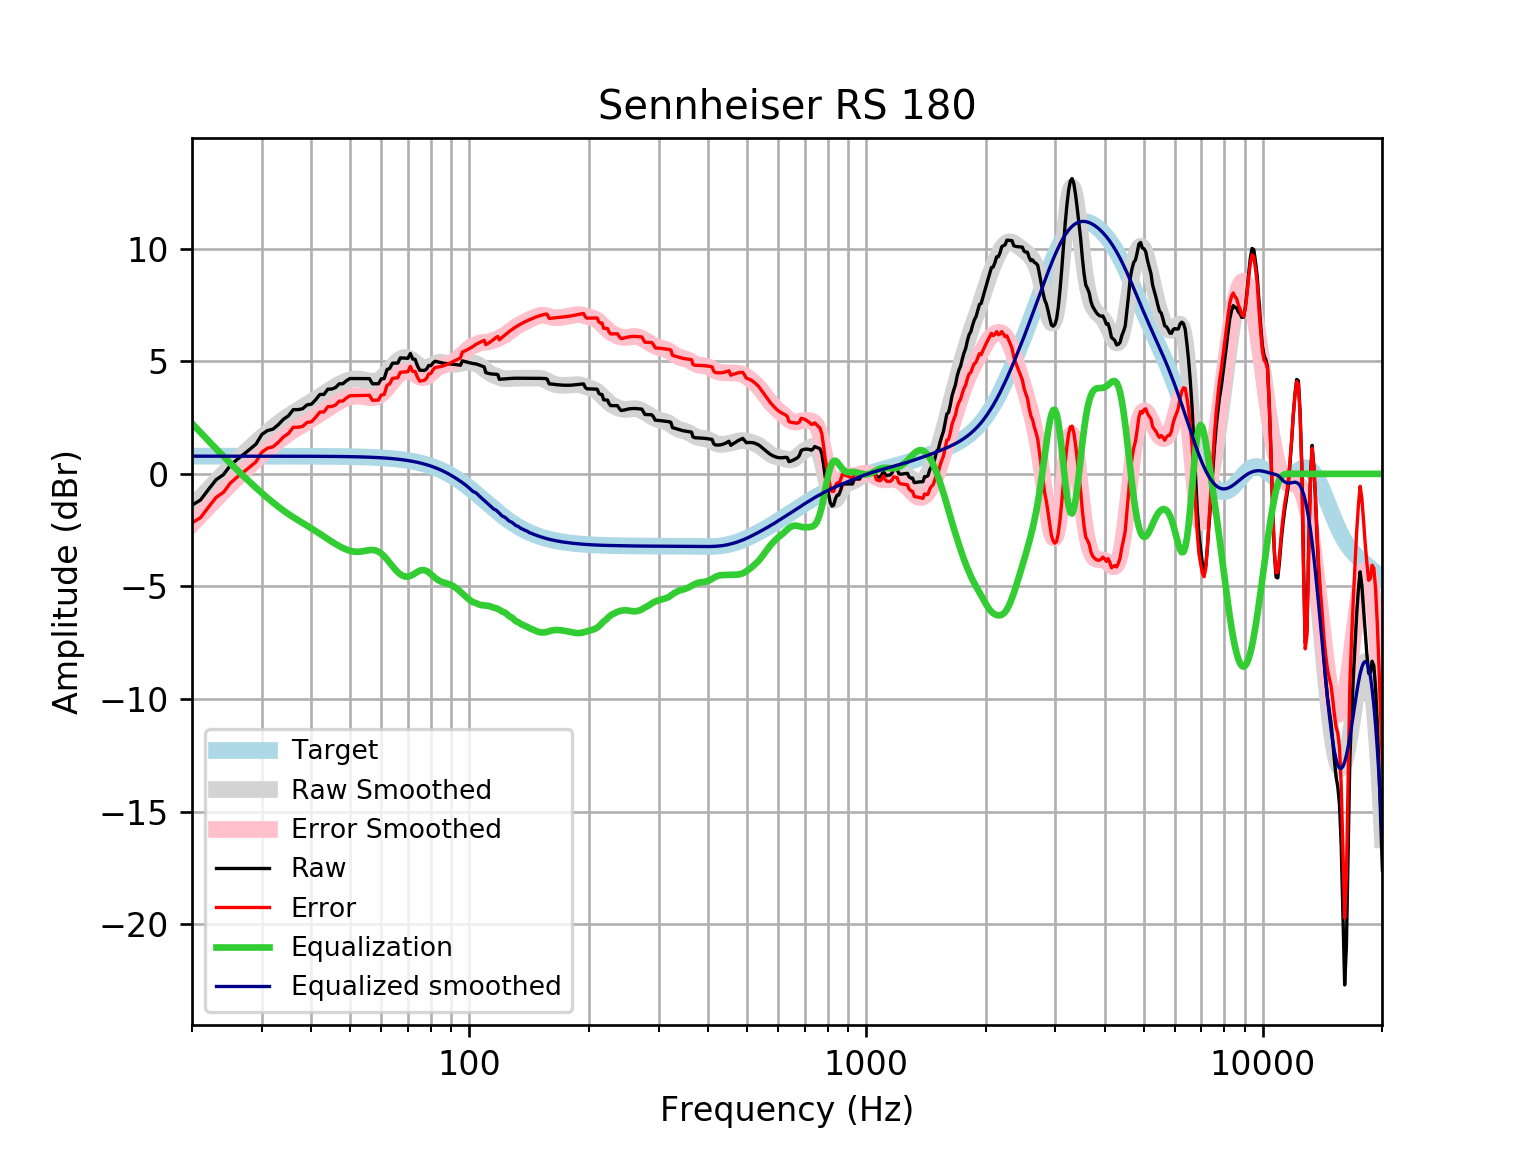 Sennheiser RS 180
Amplitude (dBr)
10
5
0
−5
−10
−15
−20
Target
Raw Smoothed
Error Smoothed
Raw
Error
Equalization
Equalized smoothed
100 1000 10000
Frequency (Hz)